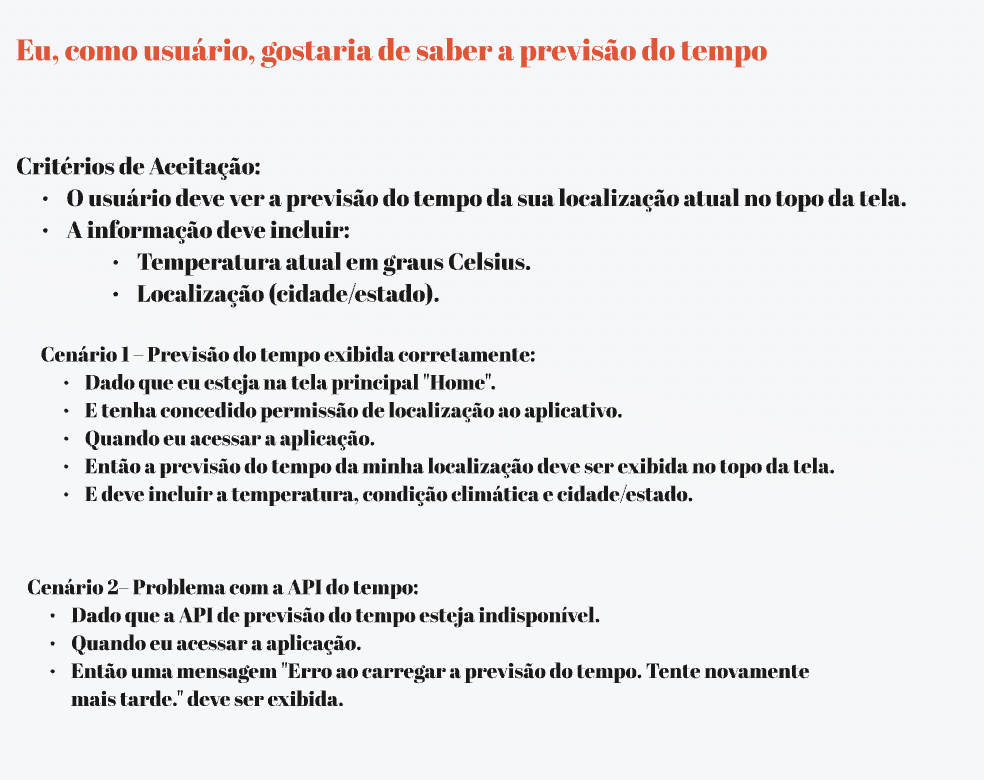 Eu, como usuário, gostaria de saber a previsão do tempo
Critérios de Aceitação:
• O usuário deve ver a previsão do tempo da sua localização atual no topo da tela.
• A informação deve incluir:
• Temperatura atual em graus Celsius.
• Localização (cidade/estado).
Cenário 1 – Previsão do tempo exibida corretamente:
• Dado que eu esteja na tela principal "Home".
• E tenha concedido permissão de localização ao aplicativo.
• Quando eu acessar a aplicação.
• Então a previsão do tempo da minha localização deve ser exibida no topo da tela.
• E deve incluir a temperatura, condição climática e cidade/estado.
Cenário 2– Problema com a API do tempo:
• Dado que a API de previsão do tempo esteja indisponível.
• Quando eu acessar a aplicação.
• Então uma mensagem "Erro ao carregar a previsão do tempo. Tente novamente
mais tarde." deve ser exibida.